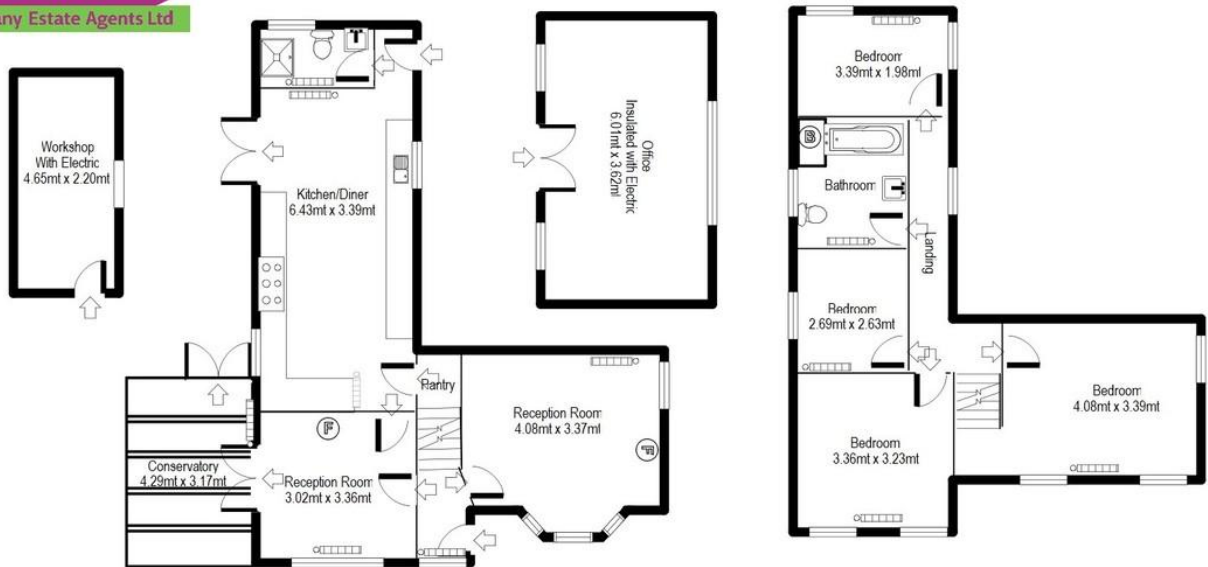 any Estate Agents Ltd
Workshop
With Electric
4.65mt x 2.20mt
Kitchen/Diner
6.43mt x 3.39mt
Pantry
Reception Room
4.08mt x 3.37ml
F
F
Conservatory
4.29mt x 3.17mt
Reception Room
3.02mt x 3.36mt
Office
Insulated with Electric
6.01mt x 3.62ml
Bedroom
3.39mt x 1.98ml
B
Bathroom
Landing
Bedroom
2.69mt x 2.63mt
Bedroom
4.08mt x 3.39mt
Bedroom
3.36mt x 3.23mt